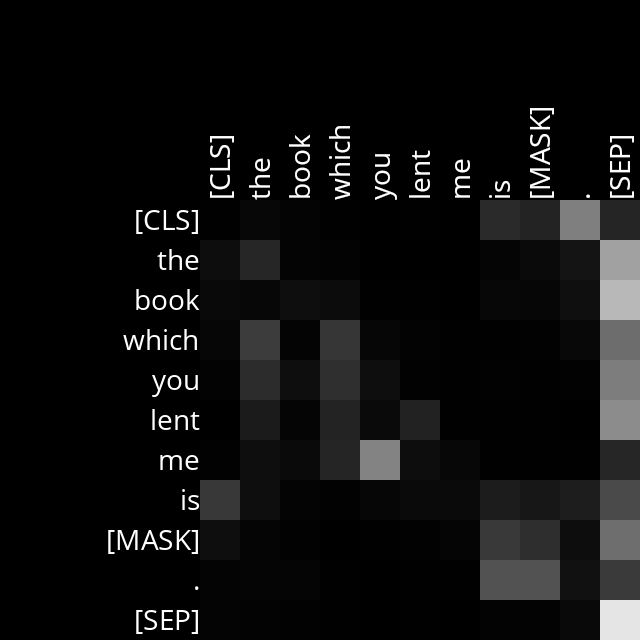 [CLS] the book which you lent me is [MASK] . [SEP]
[CLS]
the
book
which
you
lent
me
is
[MASK]
.
[SEP]